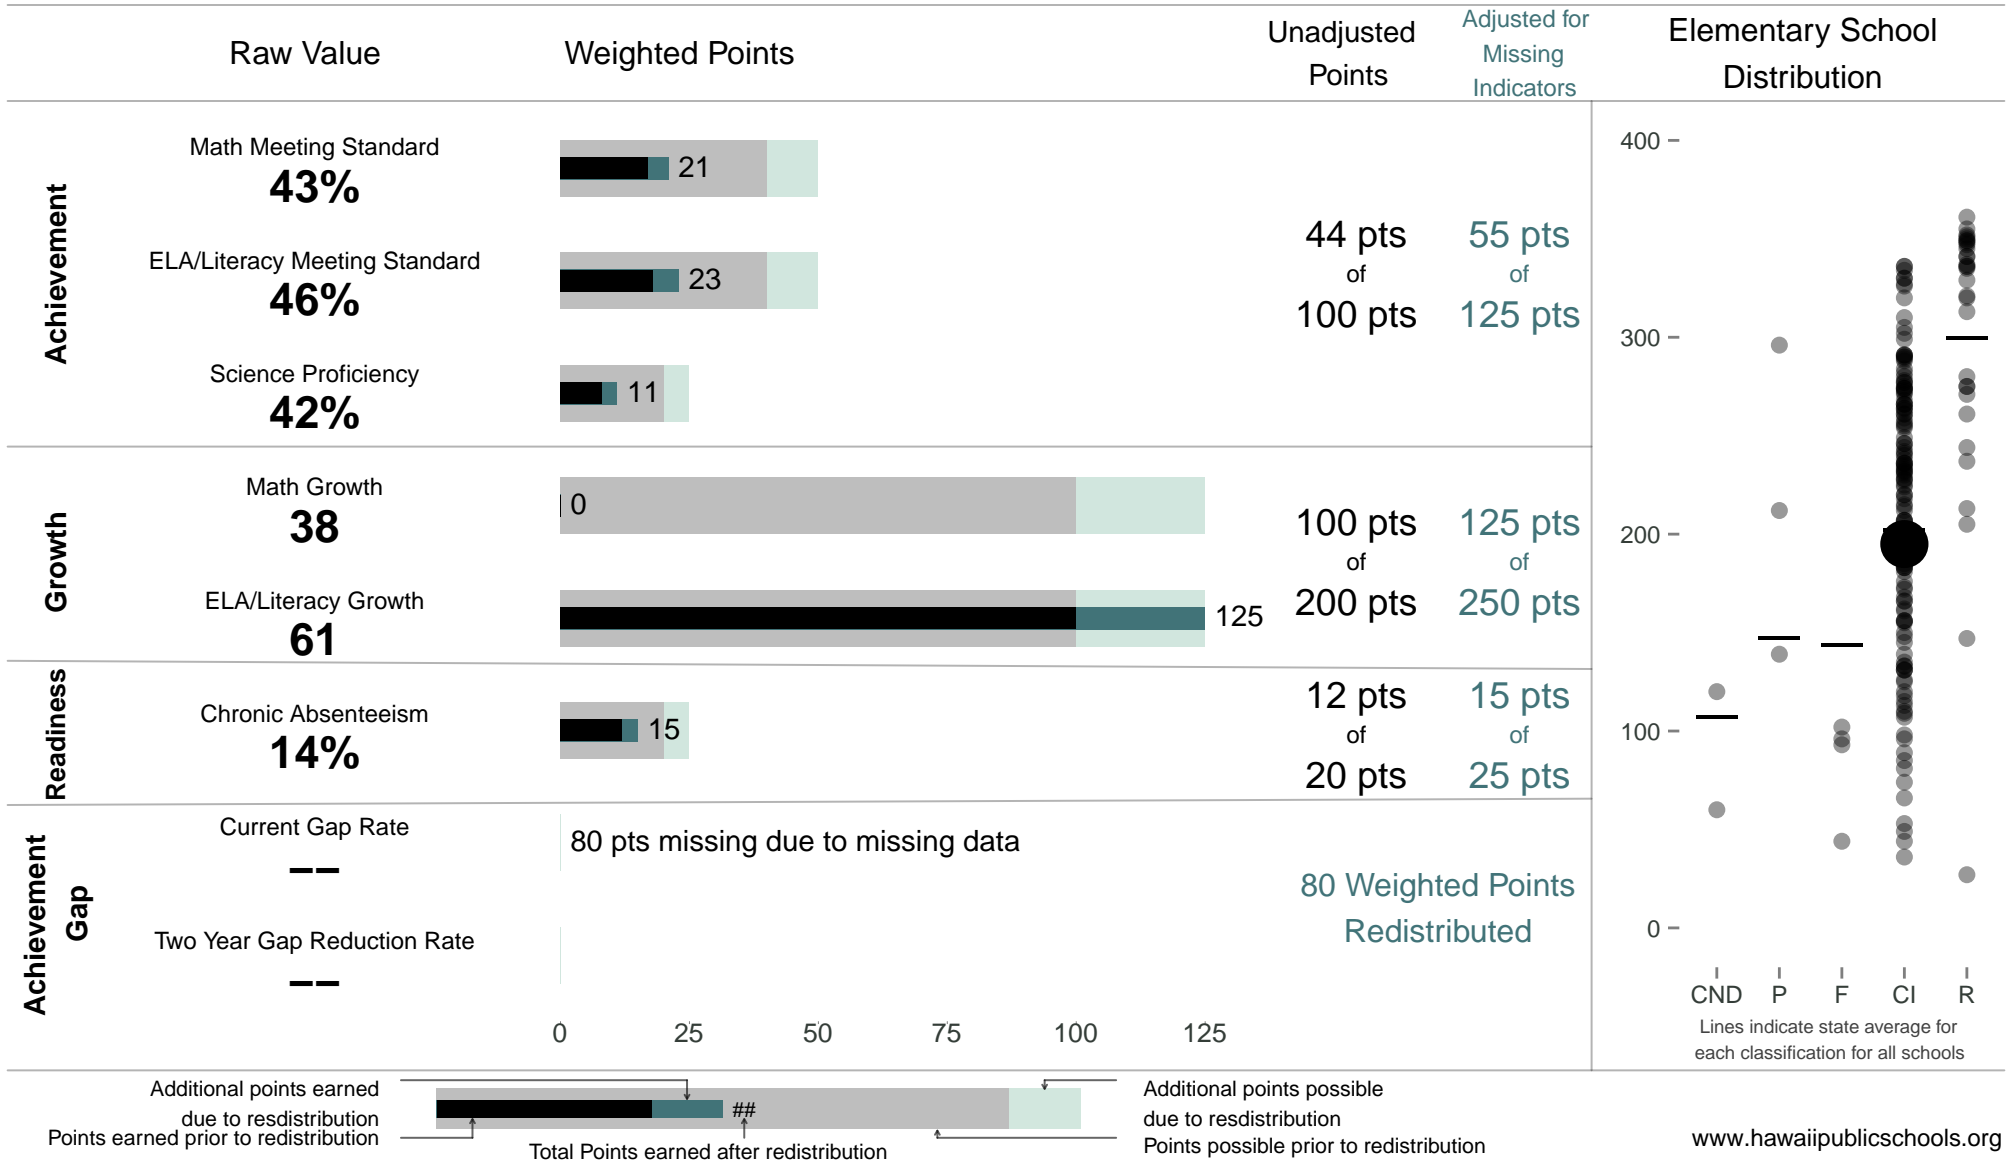 Raw Value
Weighted Points
Unadjusted
Points
Adjusted for
Missing
Indicators
Elementary School
Distribution
Achievement
Math Meeting Standard
43%
21
ELA/Literacy Meeting Standard
46%
23
Science Proficiency
42%
11
44 pts
of
100 pts
55 pts
of
125 pts
Growth
Math Growth
38
0
ELA/Literacy Growth
61
125
100 pts
of
200 pts
125 pts
of
250 pts
Readiness
Chronic Absenteeism
14%
15
12 pts
of
20 pts
15 pts
of
25 pts
Achievement
Gap
Current Gap Rate
--
80 pts missing due to missing data
Two Year Gap Reduction Rate
--
80 Weighted Points
Redistributed
0 25 50 75 100 125
400
300
200
100
0
CND P F CI R
Lines indicate state average for
each classification for all schools
Additional points earned
due to resdistribution
Points earned prior to redistribution
##
Total Points earned after redistribution
Additional points possible
due to resdistribution
Points possible prior to redistribution
www.hawaiipublicschools.org